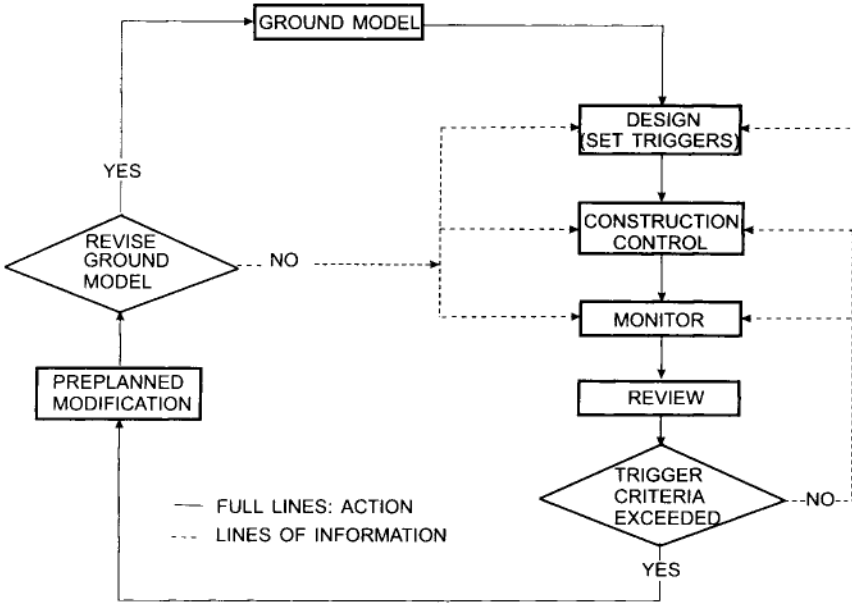 GROUND MODEL
DESIGN
(SET TRIGGERS)
YES
CONSTRUCTION
CONTROL
REVISE
GROUND
MODEL
NO
MONITOR
PREPLANNED
MODIFICATION
REVIEW
TRIGGER
CRITERIA
EXCEEDED
NO
FULL LINES: ACTION
LINES OF INFORMATION
YES